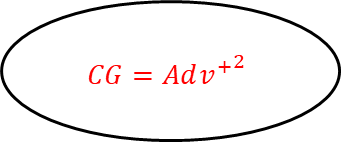 CG = Adv⁺²